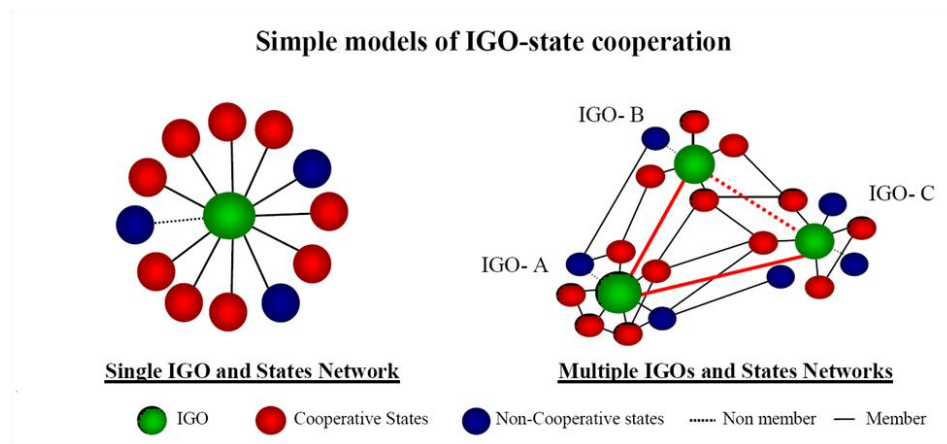 Simple models of IGO-state cooperation
IGO- B
IGO- C
IGO- A
Single IGO and States Network
Multiple IGOs and States Networks
IGO
Cooperative States
Non-Cooperative states
Non member
Member